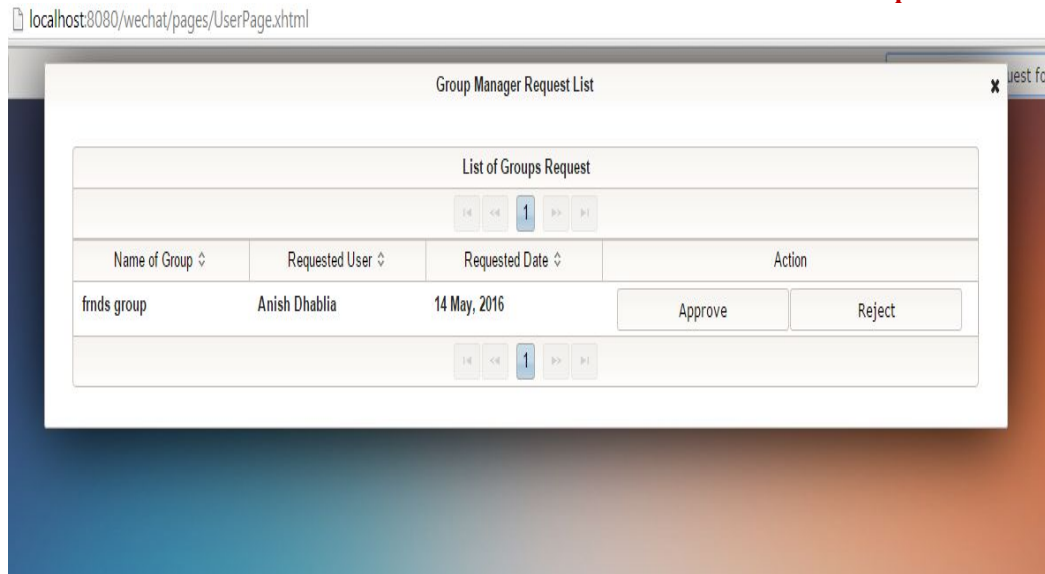 localhost:8080/wechat/pages/UserPage.xhtml
Group Manager Request List
List of Groups Request
1
Name of Group Requested User Requested Date Action
frnds group Anish Dhablia 14 May, 2016 Approve Reject
1